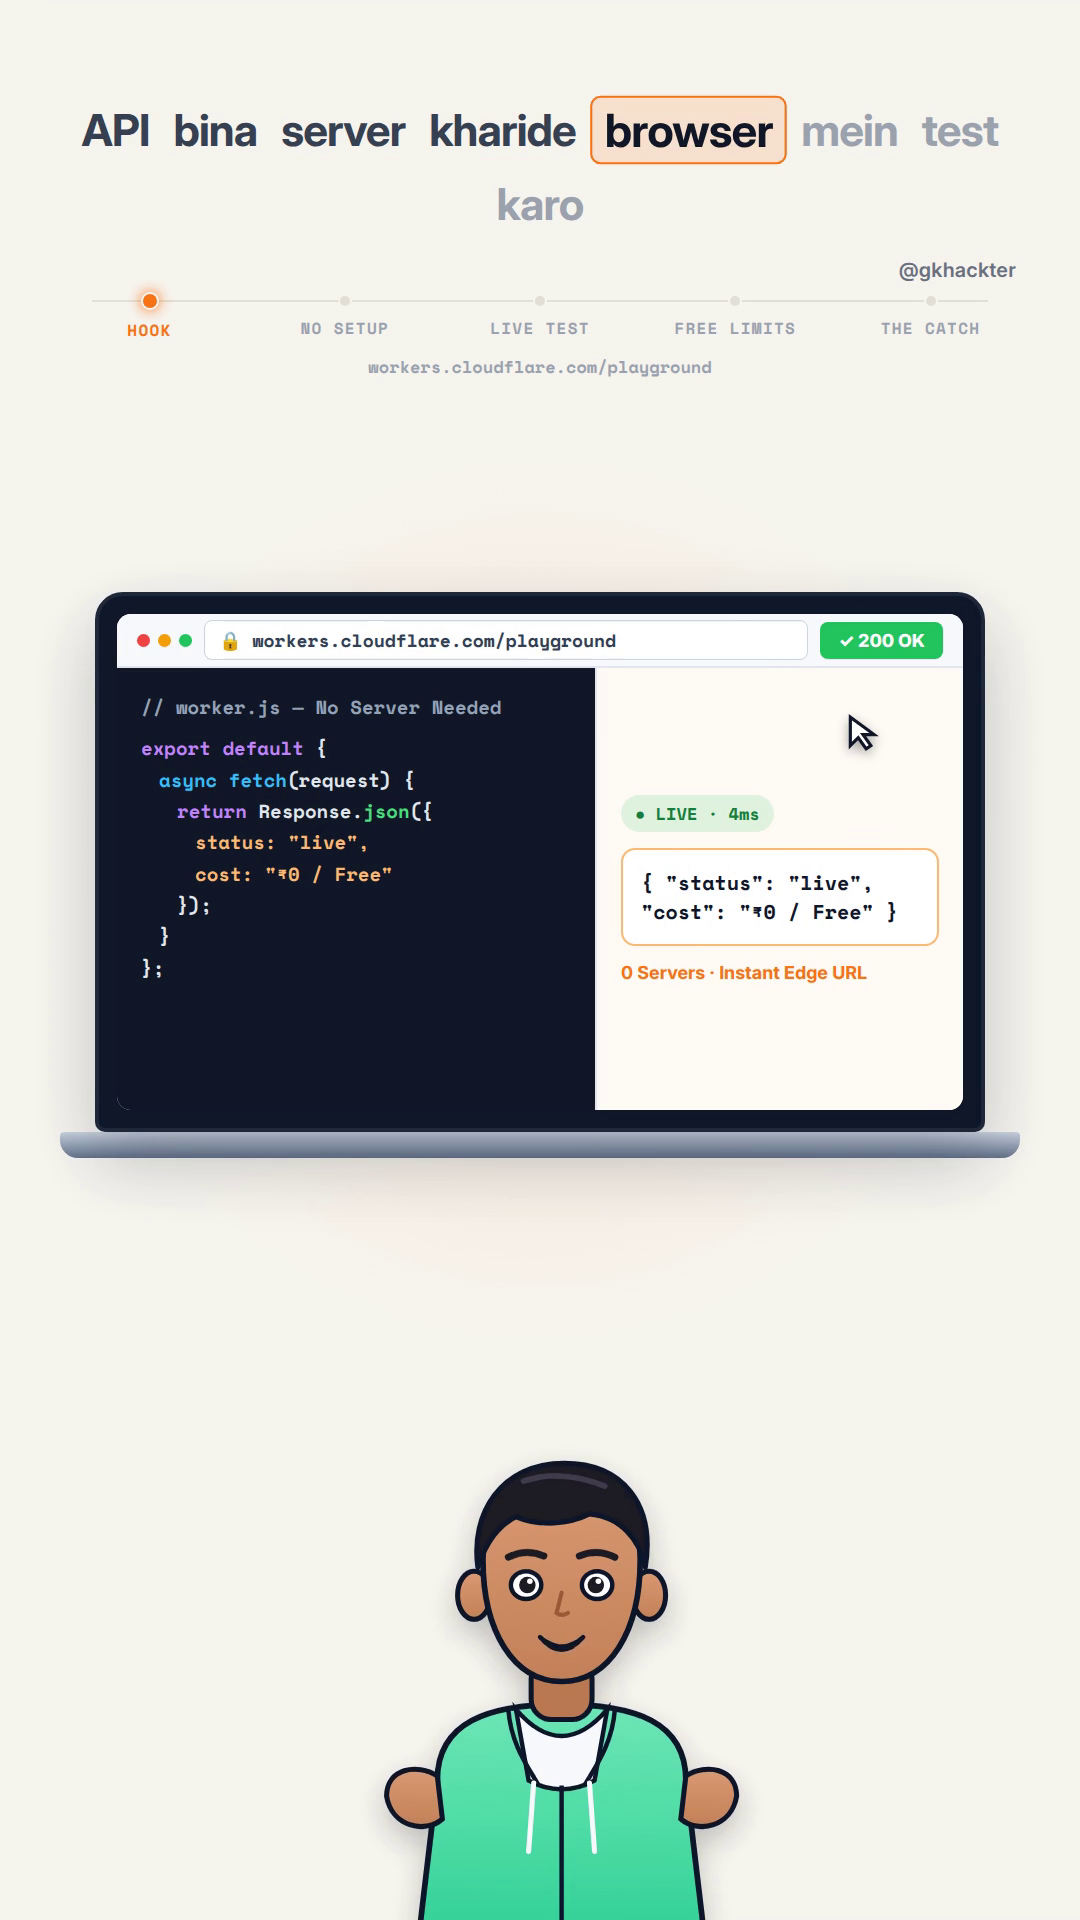 API bina server kharide browser mein test
karo
@gkhackter
HOOK NO SETUP LIVE TEST FREE LIMITS THE CATCH
workers.cloudflare.com/playground
🔒 workers.cloudflare.com/playground ✓ 200 OK
// worker.js — No Server Needed
export default {
async fetch(request) {
return Response.json({
status: "live",
cost: "₹0 / Free"
});
}
};
● LIVE · 4ms
{ "status": "live",
"cost": "₹0 / Free" }
0 Servers · Instant Edge URL